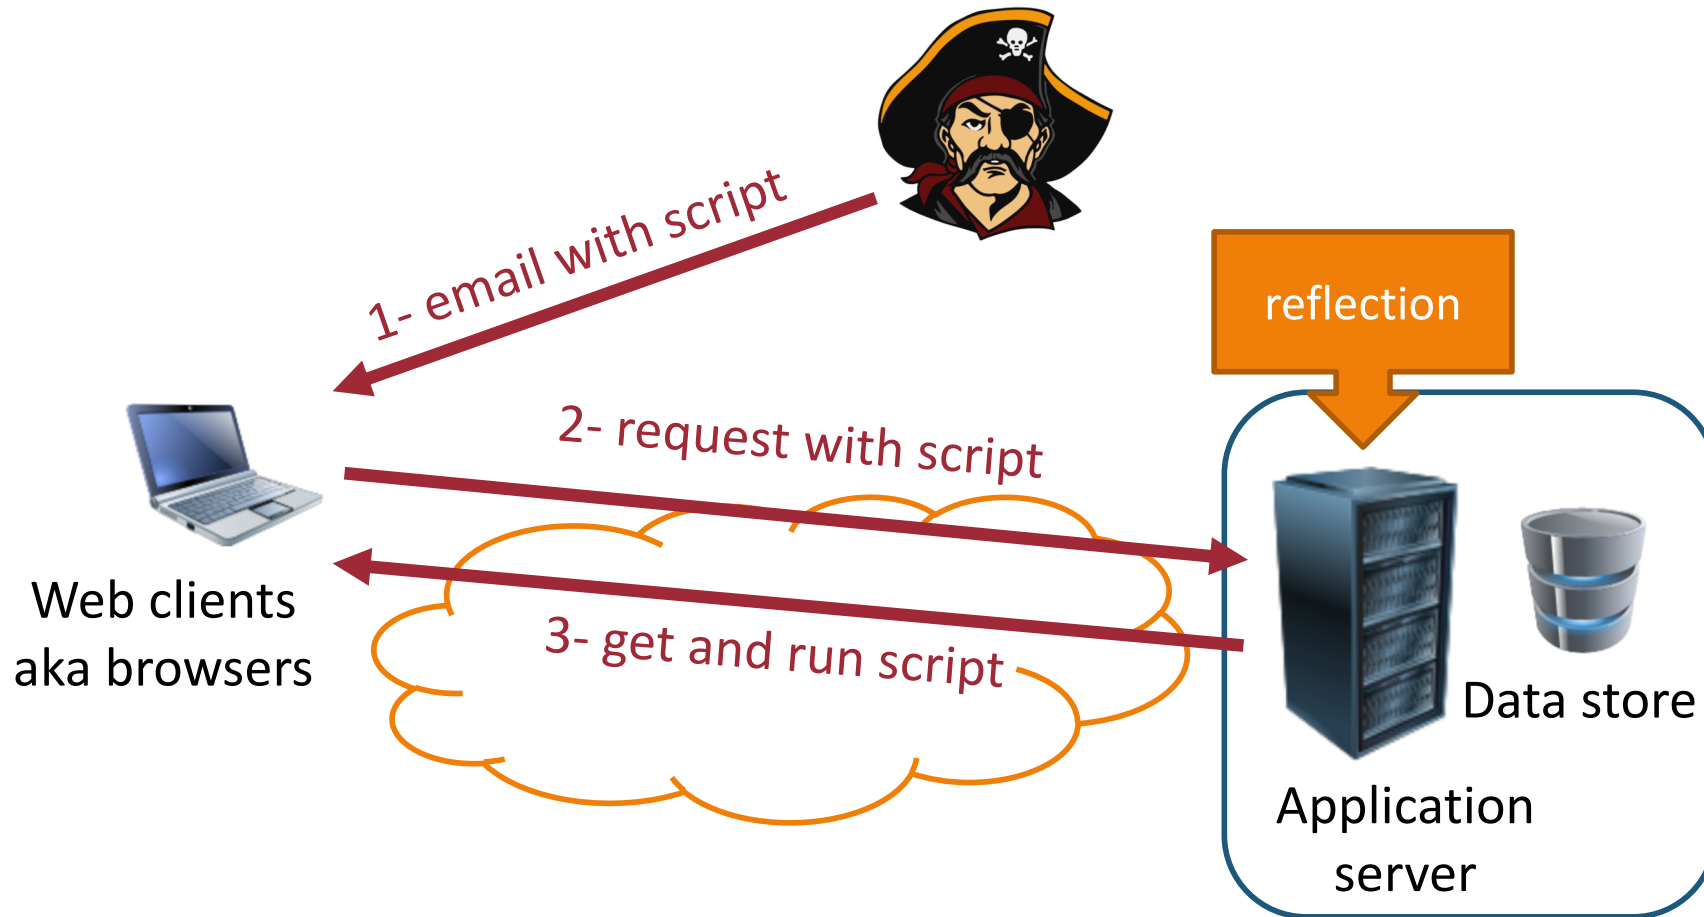 1- email with script
reflection
2- request with script
3- get and run script
Web clients
aka browsers
Data store
Application
server